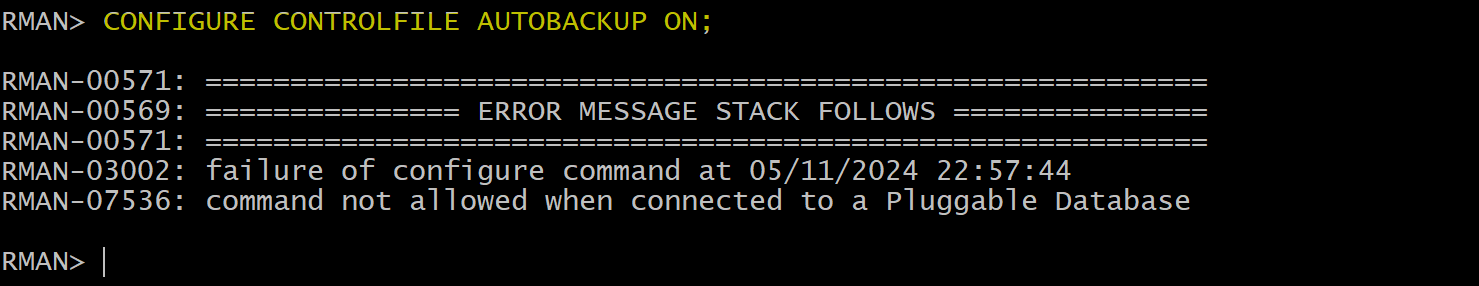 RMAN> CONFIGURE CONTROLFILE AUTOBACKUP ON;
RMAN-00571: ===========================================================
RMAN-00569: =============== ERROR MESSAGE STACK FOLLOWS ===============
RMAN-00571: ===========================================================
RMAN-03002: failure of configure command at 05/11/2024 22:57:44
RMAN-07536: command not allowed when connected to a Pluggable Database
RMAN>